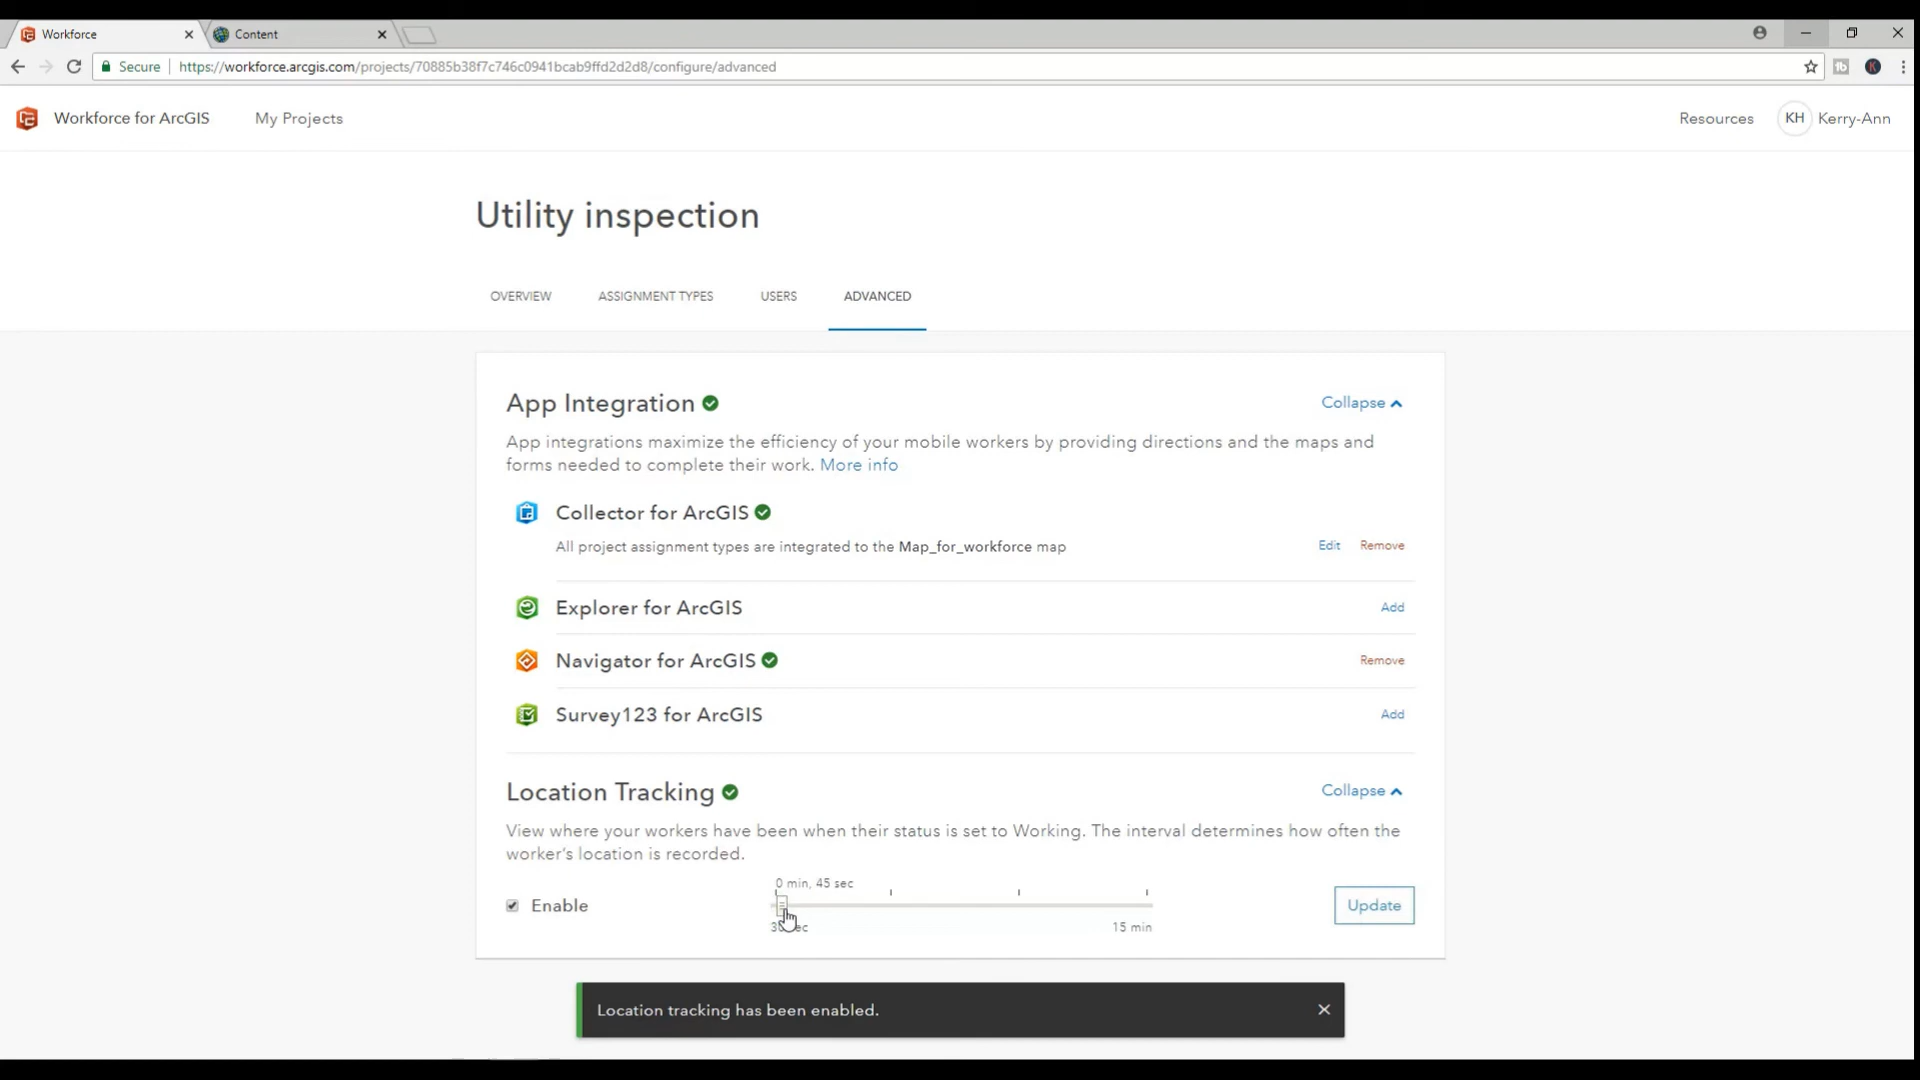 Workforce
Content
Secure
https://workforce.arcgis.com/projects/70885b38f7c746c0941bcab9ffd2d2d8/configure/advanced
Workforce for ArcGIS
My Projects
Resources
KH
Kerry-Ann
Utility inspection
OVERVIEW
ASSIGNMENT TYPES
USERS
ADVANCED
App Integration
Collapse
App integrations maximize the efficiency of your mobile workers by providing directions and the maps and
forms needed to complete their work. More info
Collector for ArcGIS
All project assignment types are integrated to the Map_for_workforce map
Edit
Remove
Explorer for ArcGIS
Add
Navigator for ArcGIS
Remove
Survey123 for ArcGIS
Add
Location Tracking
Collapse
View where your workers have been when their status is set to Working. The interval determines how often the
worker's location is recorded.
0 min, 45 sec
Enable
Update
15 min
Location tracking has been enabled.